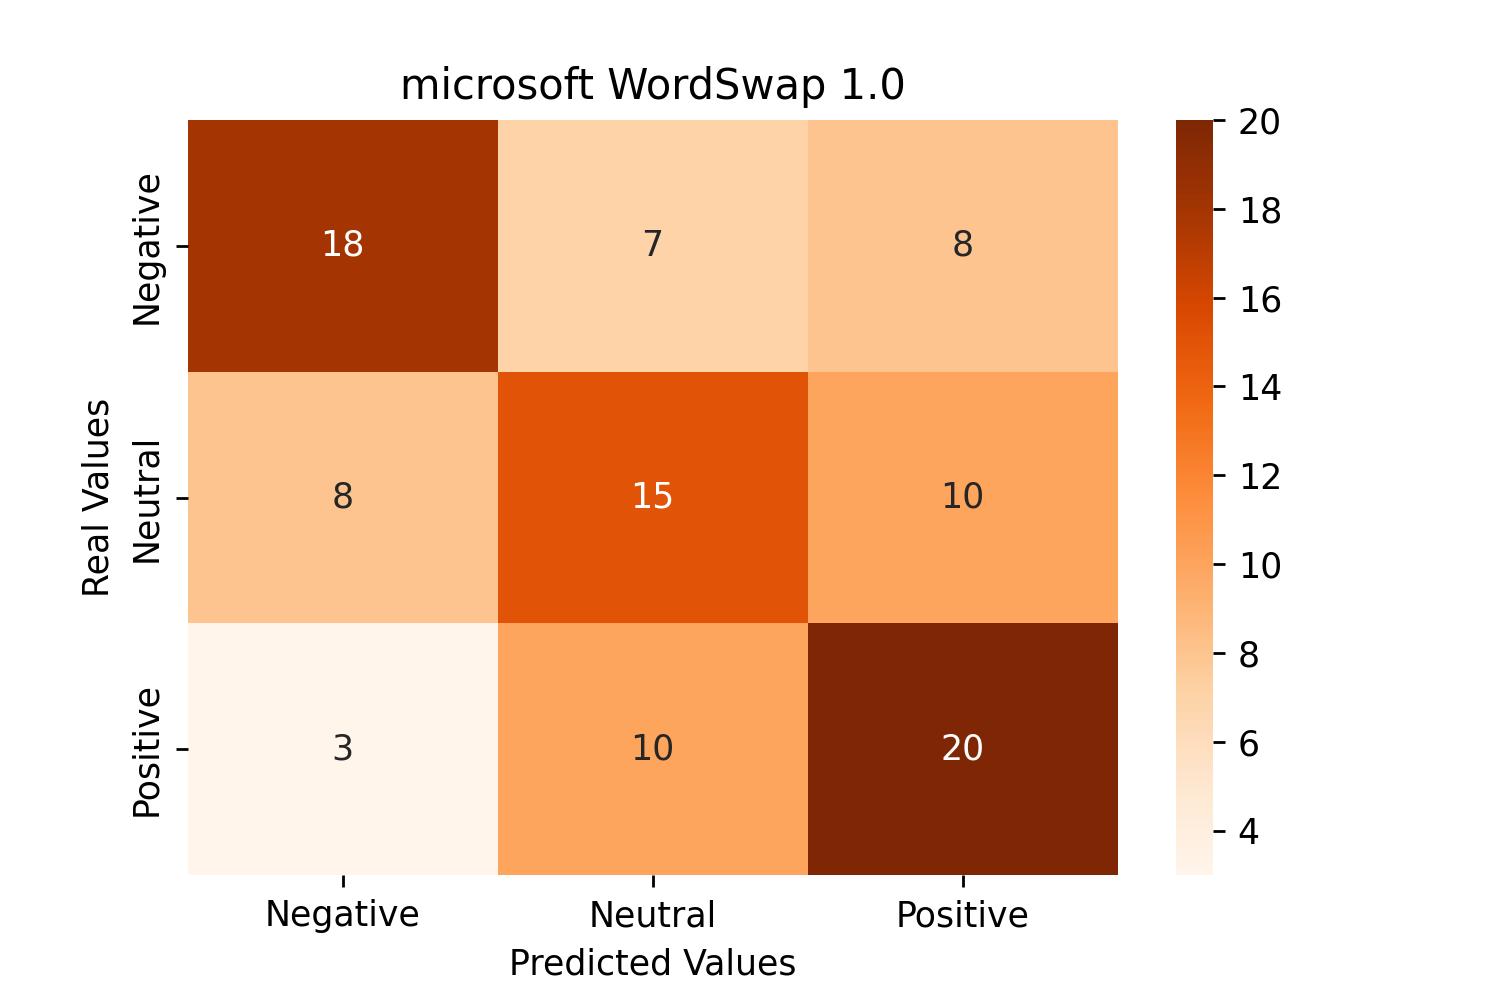 microsoft WordSwap 1.0
Real Values
Negative
18 7 8
Neutral
8 15 10
Positive
3 10 20
Negative Neutral Positive
Predicted Values
20
18
16
14
12
10
8
6
4